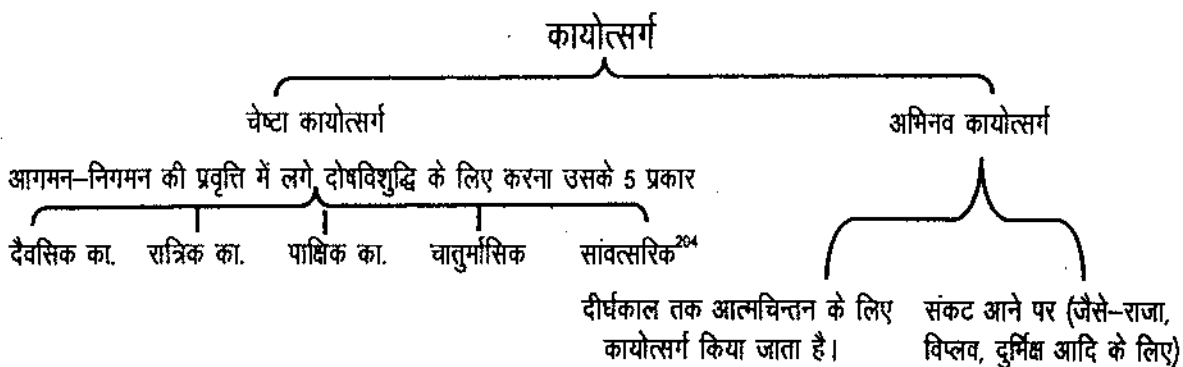 कायोत्सर्ग
चेष्टा कायोत्सर्ग
अभिनव कायोत्सर्ग
आगमन–निगमन की प्रवृत्ति में लगे दोषविशुद्धि के लिए करना उसके 5 प्रकार
दैवसिक का. रात्रिक का. पाक्षिक का. चातुर्मासिक सांवत्सरिक²⁰⁴
दीर्घकाल तक आत्मचिन्तन के लिए
कायोत्सर्ग किया जाता है।
संकट आने पर (जैसे–राजा,
विप्लव, दुर्भिक्ष आदि के लिए)